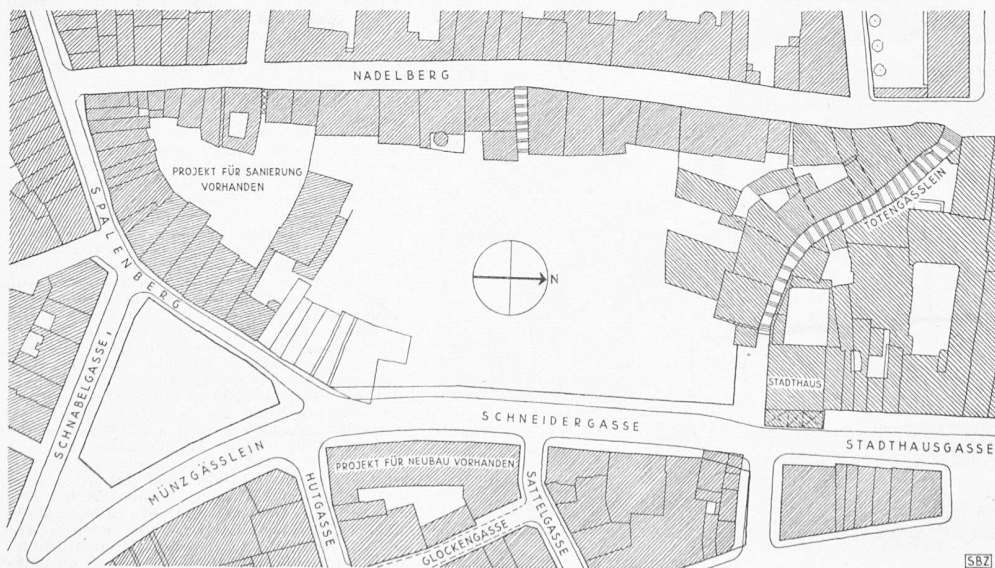 NADELBERG
PROJEKT FÜR SANIERUNG
VORHANDEN
TOTENGÄSSLEIN
SPALENBERG
N
SCHNABELGASSE
STADTHAUS
SCHNEIDERGASSE
STADTHAUSGASSE
MÜNZGÄSSLEIN
HUTGASSE
PROJEKT FÜR NEUBAU VORHANDEN
SATTELGASSE
GLOCKENGASSE
SBZ